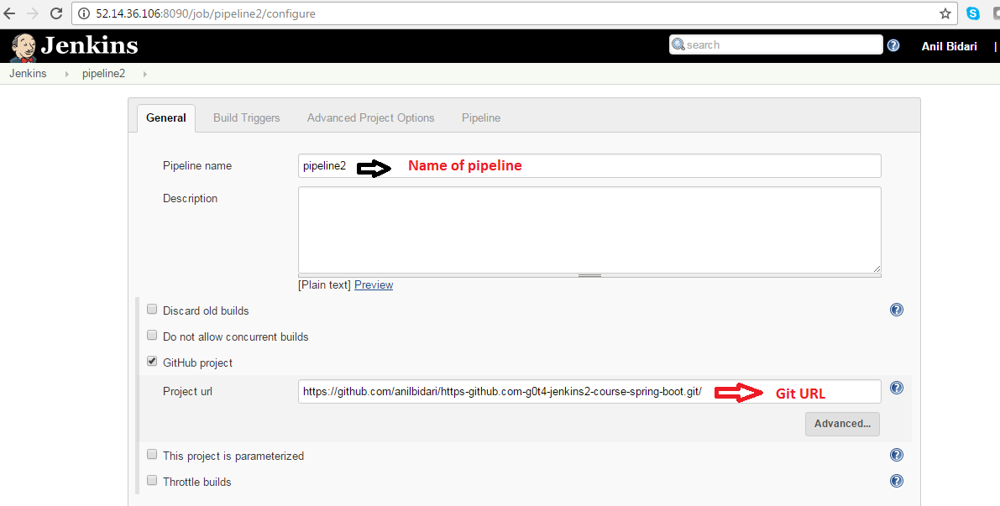 52.14.36.106:8090/job/pipeline2/configure
Jenkins
search
Anil Bidari |
Jenkins pipeline2
General Build Triggers Advanced Project Options Pipeline
Pipeline name pipeline2 Name of pipeline
Description
[Plain text] Preview
Discard old builds
Do not allow concurrent builds
GitHub project
Project url https://github.com/anilbidari/https-github.com-g0t4-jenkins2-course-spring-boot.git/ Git URL
Advanced...
This project is parameterized
Throttle builds